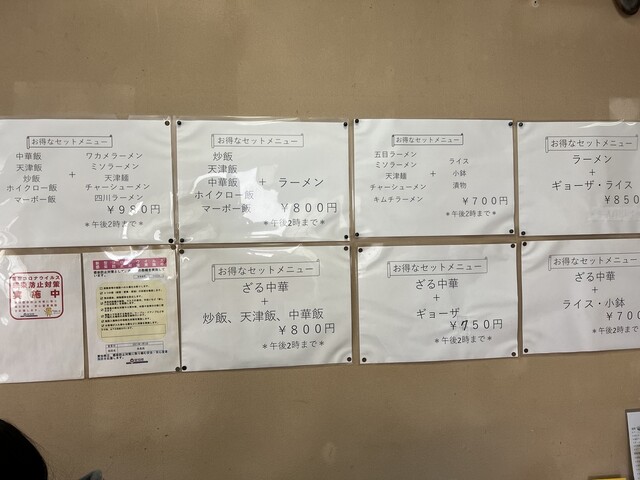 お得なセットメニュー
中華飯
天津飯
炒飯
ホイクロー飯
マーボー飯
+
ワカメラーメン
ミソラーメン
天津麺
チャーシューメン
四川ラーメン
¥980円
*午後2時まで*
お得なセットメニュー
炒飯
天津飯
中華飯
ホイクロー飯
マーボー飯
+
ラーメン
¥800円
*午後2時まで*
お得なセットメニュー
五目ラーメン
ミソラーメン
天津麺
チャーシューメン
キムチラーメン
+
ライス
小鉢
漬物
¥700円
*午後2時まで*
お得なセットメニュー
ラーメン
+
ギョーザ・ライス
¥850
実施中
お得なセットメニュー
ざる中華
+
炒飯、天津飯、中華飯
¥800円
*午後2時まで*
お得なセットメニュー
ざる中華
+
ギョーザ
¥750円
*午後2時まで*
お得なセットメニュー
ざる中華
+
ライス・小鉢
¥700
*午後2時まで*